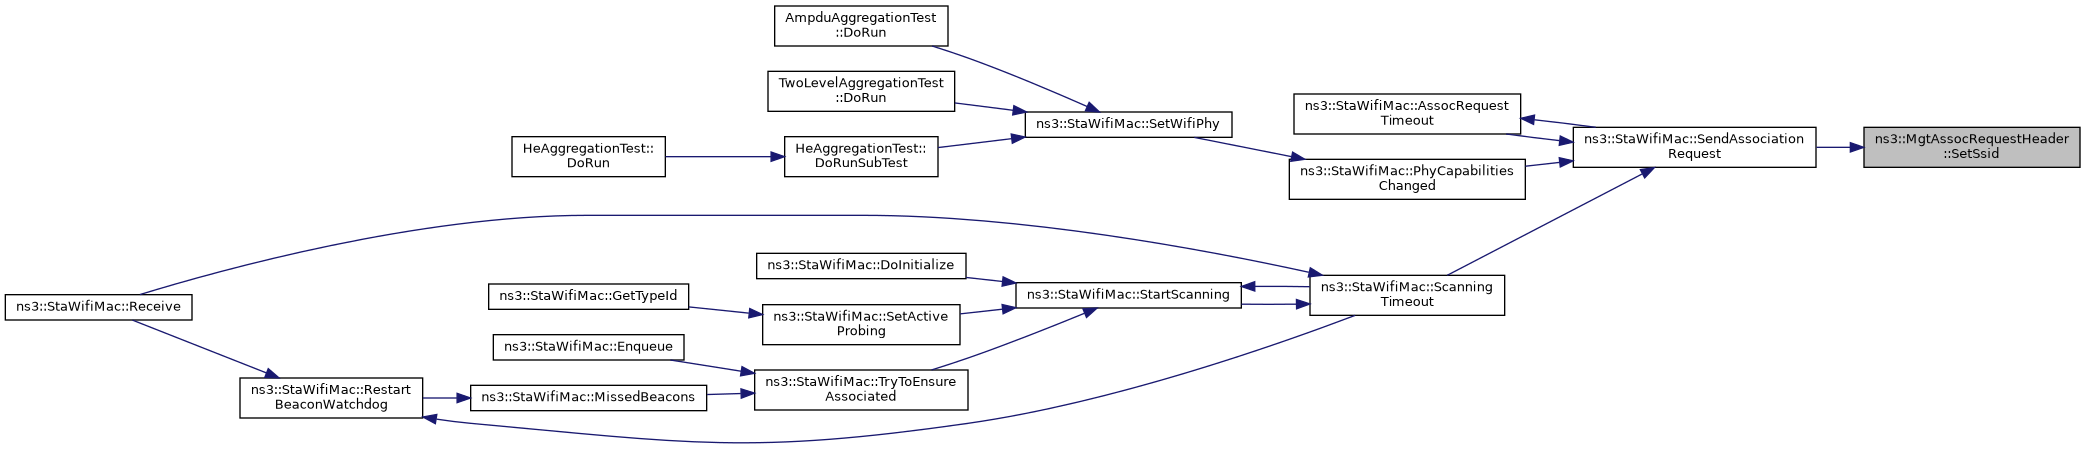 AmpduAggregationTest
::DoRun
TwoLevelAggregationTest
::DoRun
HeAggregationTest::
DoRun
HeAggregationTest::
DoRunSubTest
ns3::StaWifiMac::SetWifiPhy
ns3::StaWifiMac::AssocRequest
Timeout
ns3::StaWifiMac::PhyCapabilities
Changed
ns3::StaWifiMac::SendAssociation
Request
ns3::MgtAssocRequestHeader
::SetSsid
ns3::StaWifiMac::Receive
ns3::StaWifiMac::DoInitialize
ns3::StaWifiMac::GetTypeId
ns3::StaWifiMac::SetActive
Probing
ns3::StaWifiMac::StartScanning
ns3::StaWifiMac::Scanning
Timeout
ns3::StaWifiMac::Enqueue
ns3::StaWifiMac::Restart
BeaconWatchdog
ns3::StaWifiMac::MissedBeacons
ns3::StaWifiMac::TryToEnsure
Associated